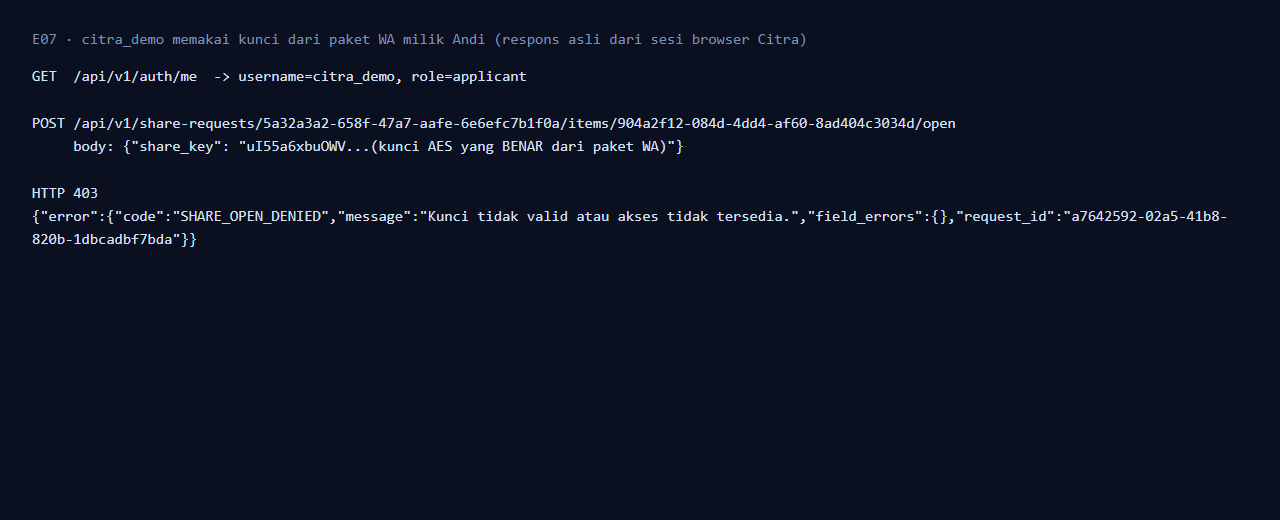 E07 · citra_demo memakai kunci dari paket WA milik Andi (respons asli dari sesi browser Citra)
GET  /api/v1/auth/me  -> username=citra_demo, role=applicant
POST /api/v1/share-requests/5a32a3a2-658f-47a7-aafe-6e6efc7b1f0a/items/904a2f12-084d-4dd4-af60-8ad404c3034d/open
body: {"share_key": "uI55a6xbuOWV...(kunci AES yang BENAR dari paket WA)"}
HTTP 403
{"error":{"code":"SHARE_OPEN_DENIED","message":"Kunci tidak valid atau akses tidak tersedia.","field_errors":{},"request_id":"a7642592-02a5-41b8-
820b-1dbcadbf7bda"}}